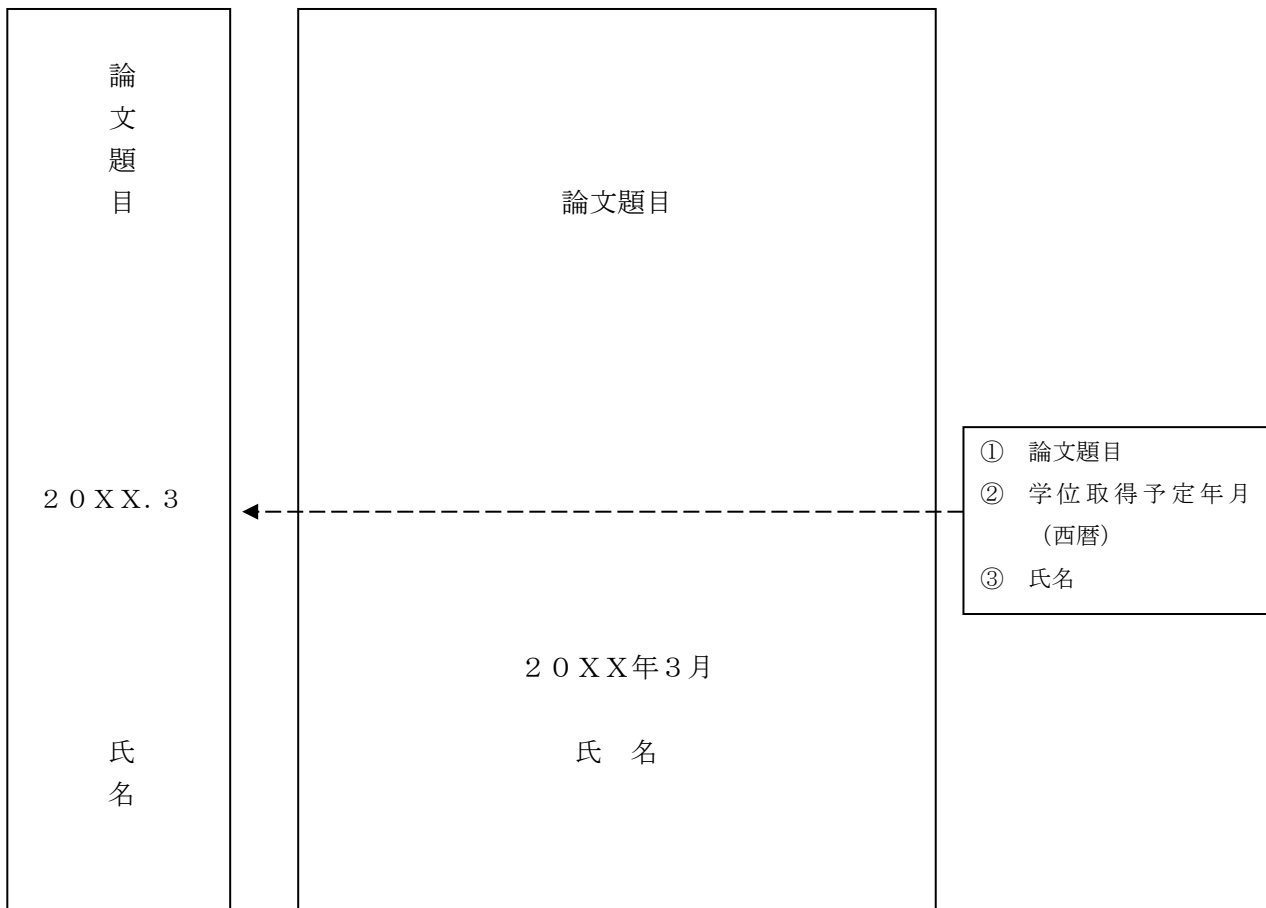 論文題目
２０ＸＸ.３
氏名
論文題目
２０ＸＸ年３月
氏　名
①　論文題目
②　学位取得予定年月
（西暦）
③　氏名